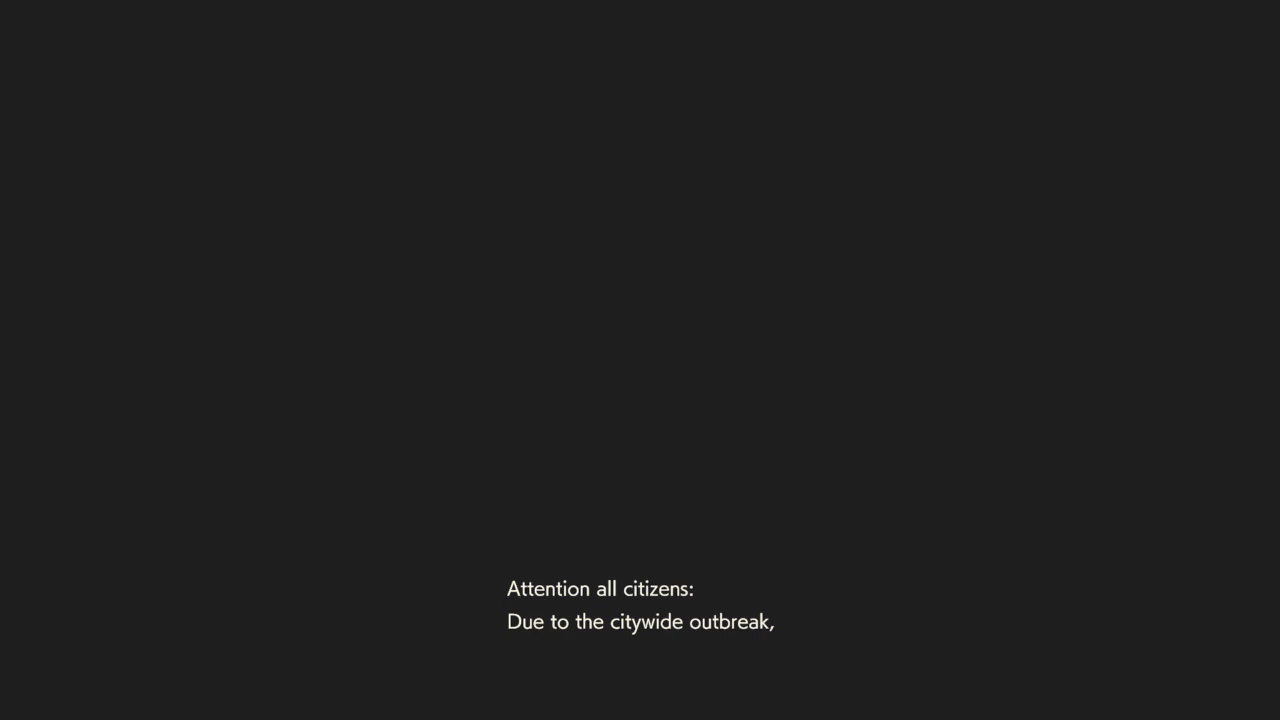 Attention all citizens:
Due to the citywide outbreak,